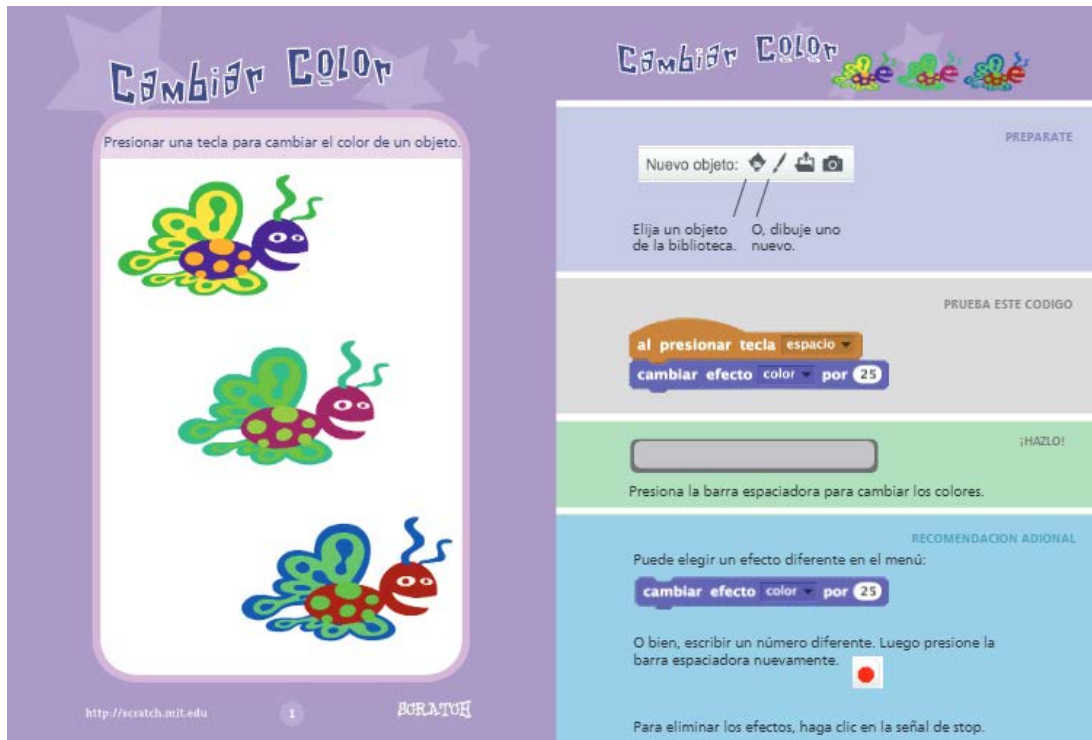 Cambiar Color
Presionar una tecla para cambiar el color de un objeto.
http://scratch.mit.edu
1
SCRATCH
Cambiar Color
PREPARATE
Nuevo objeto:
Elija un objeto
de la biblioteca.
O, dibuje uno
nuevo.
PRUEBA ESTE CODIGO
al presionar tecla espacio
cambiar efecto color por 25
¡HAZLO!
Presiona la barra espaciadora para cambiar los colores.
RECOMENDACION ADIONAL
Puede elegir un efecto diferente en el menú:
cambiar efecto color por 25
O bien, escribir un número diferente. Luego presione la
barra espaciadora nuevamente.
Para eliminar los efectos, haga clic en la señal de stop.